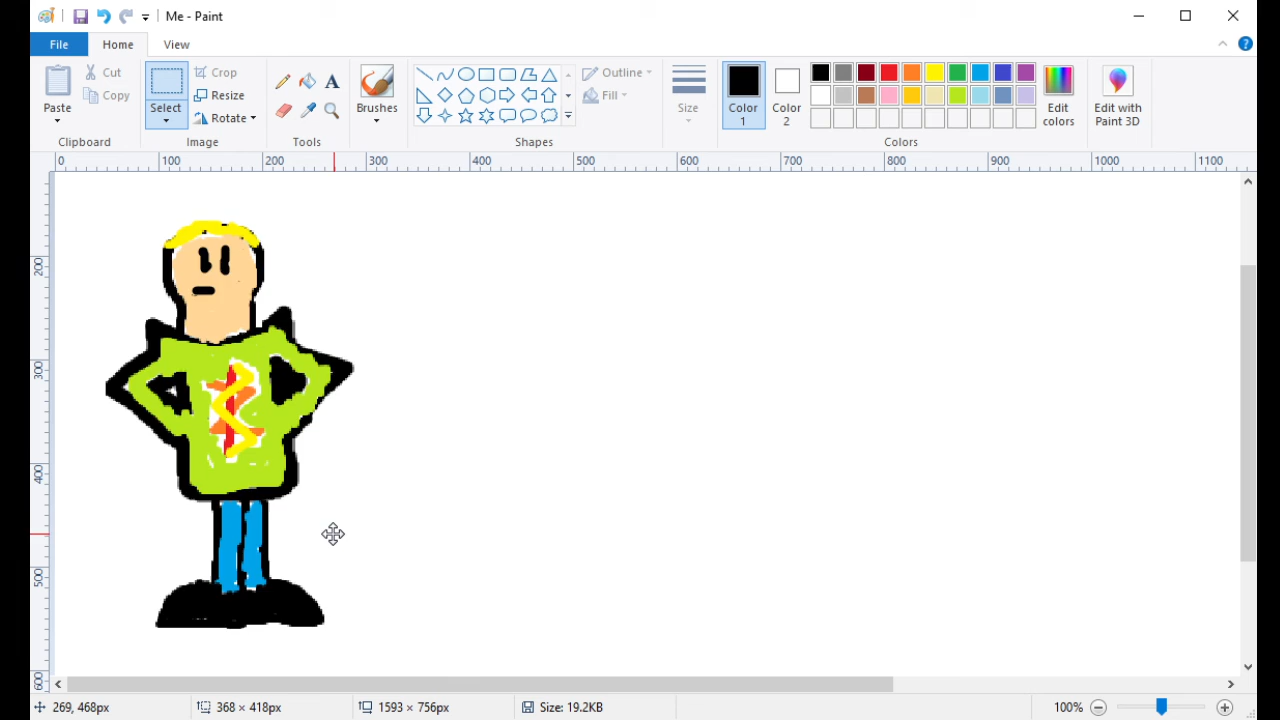 Me - Paint
File Home View
Paste
Cut
Copy
Clipboard
Select
Crop
Resize
Rotate
Image
A
Tools
Brushes
Outline
Fill
Shapes
Size
Color 1
Color 2
Edit colors
Colors
Edit with Paint 3D
0 100 200 300 400 500 600 700 800 900 1000 1100
200
300
400
500
600
269, 468px 368 × 418px 1593 × 756px Size: 19.2KB 100%